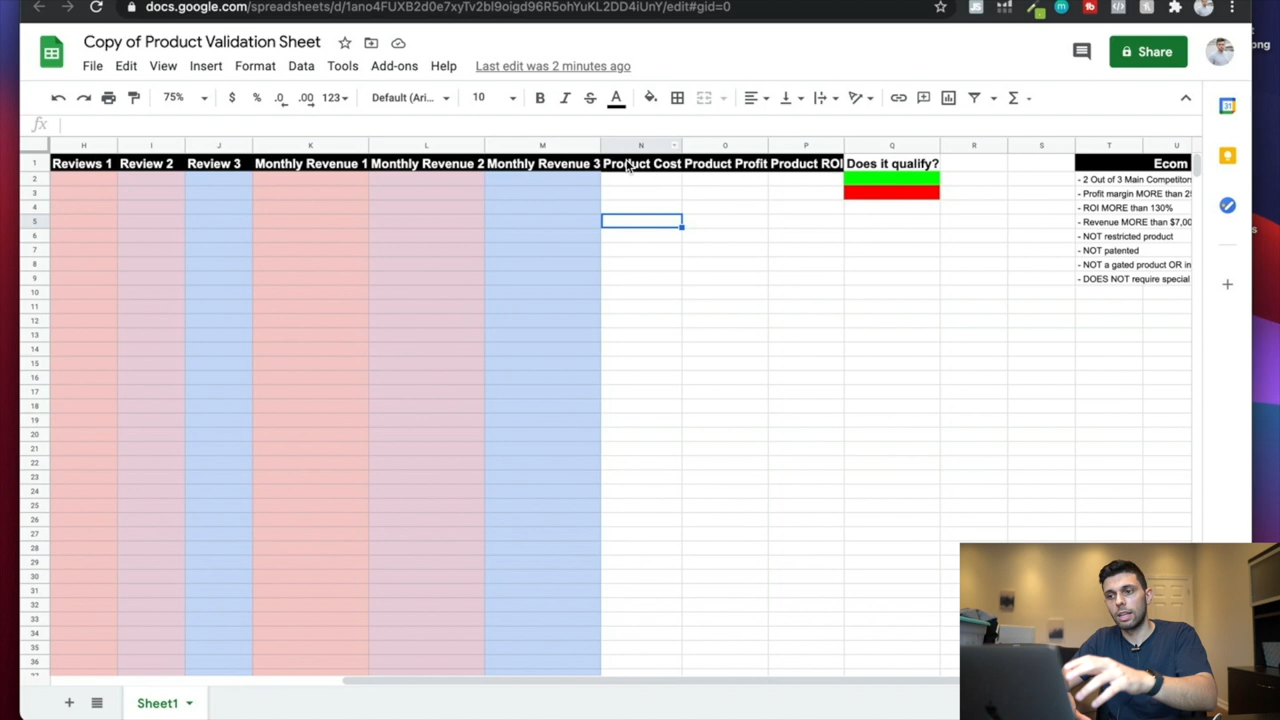 docs.google.com/spreadsheets/d/1ano4FUXB2d0e7xyTv2bl9oigd96R5ohYuKL2DD4iUnY/edit#gid=0
Copy of Product Validation Sheet
Share
File Edit View Insert Format Data Tools Add-ons Help Last edit was 2 minutes ago
75% $ % .0 .00 123 Default (Ari... 10 B I S A Σ
fx
H I J K L M N O P Q R S T U
1 Reviews 1 Review 2 Review 3 Monthly Revenue 1 Monthly Revenue 2 Monthly Revenue 3 Product Cost Product Profit Product ROI Does it qualify? Ecom
2 - 2 Out of 3 Main Competitors
3 - Profit margin MORE than 2
4 - ROI MORE than 130%
5 - Revenue MORE than $7,00
6 - NOT restricted product
7 - NOT patented
8 - NOT a gated product OR in
9 - DOES NOT require special
10
11
12
13
14
15
16
17
18
19
20
21
22
23
24
25
26
27
28
29
30
31
32
33
34
35
36
Sheet1